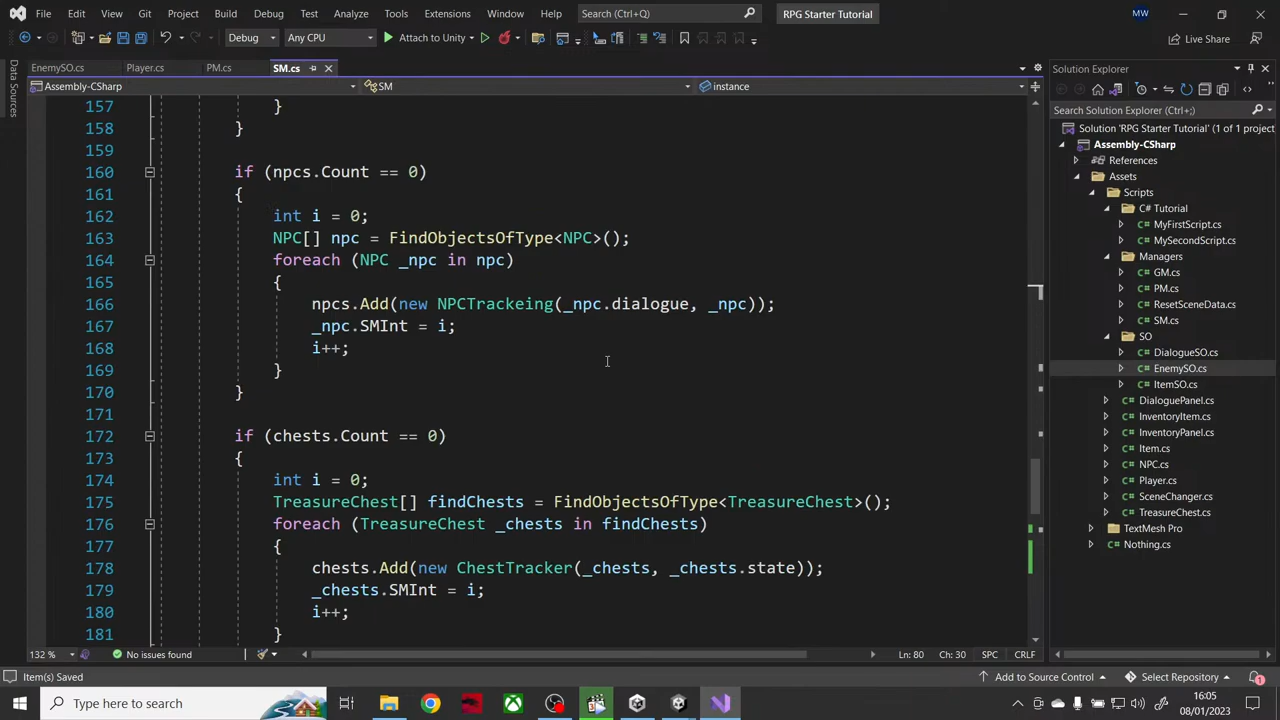 File Edit View Git Project Build Debug Test Analyze Tools Extensions Window Help Search (Ctrl+Q) RPG Starter Tutorial MW
Debug Any CPU Attach to Unity Live Share
Data Sources
EnemySO.cs Player.cs PM.cs SM.cs
Assembly-CSharp SM instance
157 }
158 }
159
160 if (npcs.Count == 0)
161 {
162 int i = 0;
163 NPC[] npc = FindObjectsOfType<NPC>();
164 foreach (NPC _npc in npc)
165 {
166 npcs.Add(new NPCTrackeing(_npc.dialogue, _npc));
167 _npc.SMInt = i;
168 i++;
169 }
170 }
171
172 if (chests.Count == 0)
173 {
174 int i = 0;
175 TreasureChest[] findChests = FindObjectsOfType<TreasureChest>();
176 foreach (TreasureChest _chests in findChests)
177 {
178 chests.Add(new ChestTracker(_chests, _chests.state));
179 _chests.SMInt = i;
180 i++;
181 }
132 % No issues found Ln: 80 Ch: 30 SPC CRLF
Solution Explorer
Search Solution Explorer (Ctrl+;)
Solution 'RPG Starter Tutorial' (1 of 1 project
Assembly-CSharp
References
Assets
Scripts
C# Tutorial
C# MyFirstScript.cs
C# MySecondScript.cs
Managers
C# GM.cs
C# PM.cs
C# ResetSceneData.cs
C# SM.cs
SO
C# DialogueSO.cs
C# EnemySO.cs
C# ItemSO.cs
C# DialoguePanel.cs
C# InventoryItem.cs
C# InventoryPanel.cs
C# Item.cs
C# NPC.cs
C# Player.cs
C# SceneChanger.cs
C# TreasureChest.cs
TextMesh Pro
C# Nothing.cs
Item(s) Saved Add to Source Control Select Repository 1
Type here to search 16:05
08/01/2023